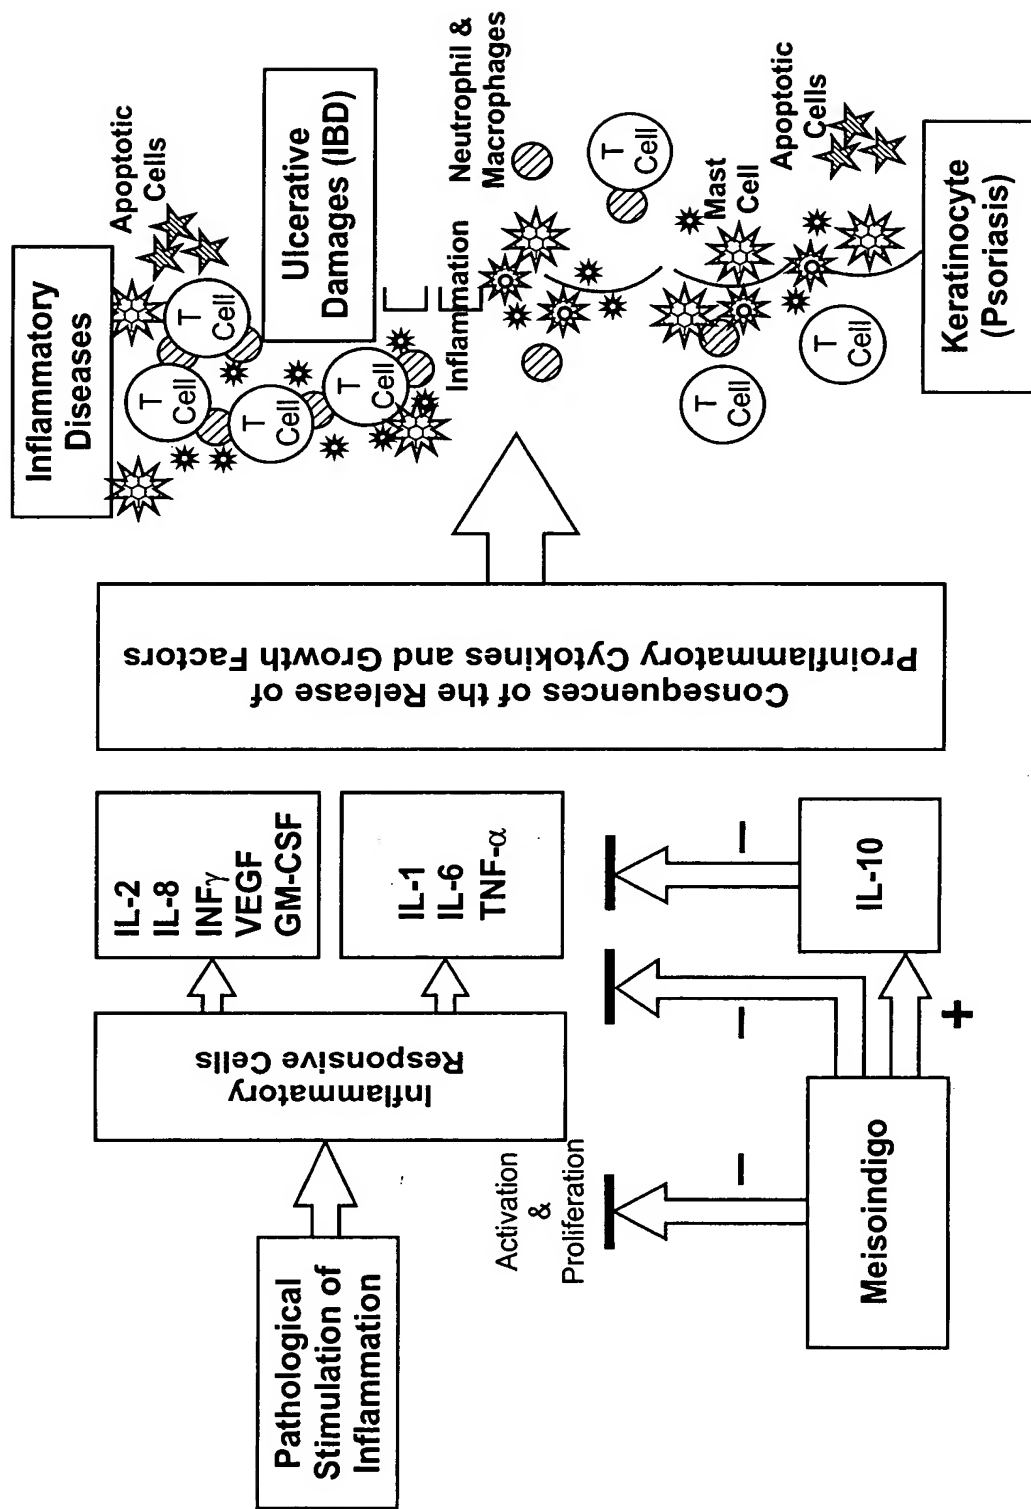 Pathological
Stimulation of
Inflammation
Inflammatory
Responsive Cells
Activation
&
Proliferation
IL-2
IL-8
INFγ
VEGF
GM-CSF
IL-1
IL-6
TNF-α
Meisoindigo
−
−
+
IL-10
−
Consequences of the Release of
Proinflammatory Cytokines and Growth Factors
Inflammatory
Diseases
T
Cell
T
Cell
T
Cell
T
Cell
Apoptotic
Cells
Ulcerative
Damages (IBD)
Inflammation
Neutrophil &
Macrophages
T
Cell
T
Cell
Mast
Cell
T
Cell
Apoptotic
Cells
Keratinocyte
(Psoriasis)